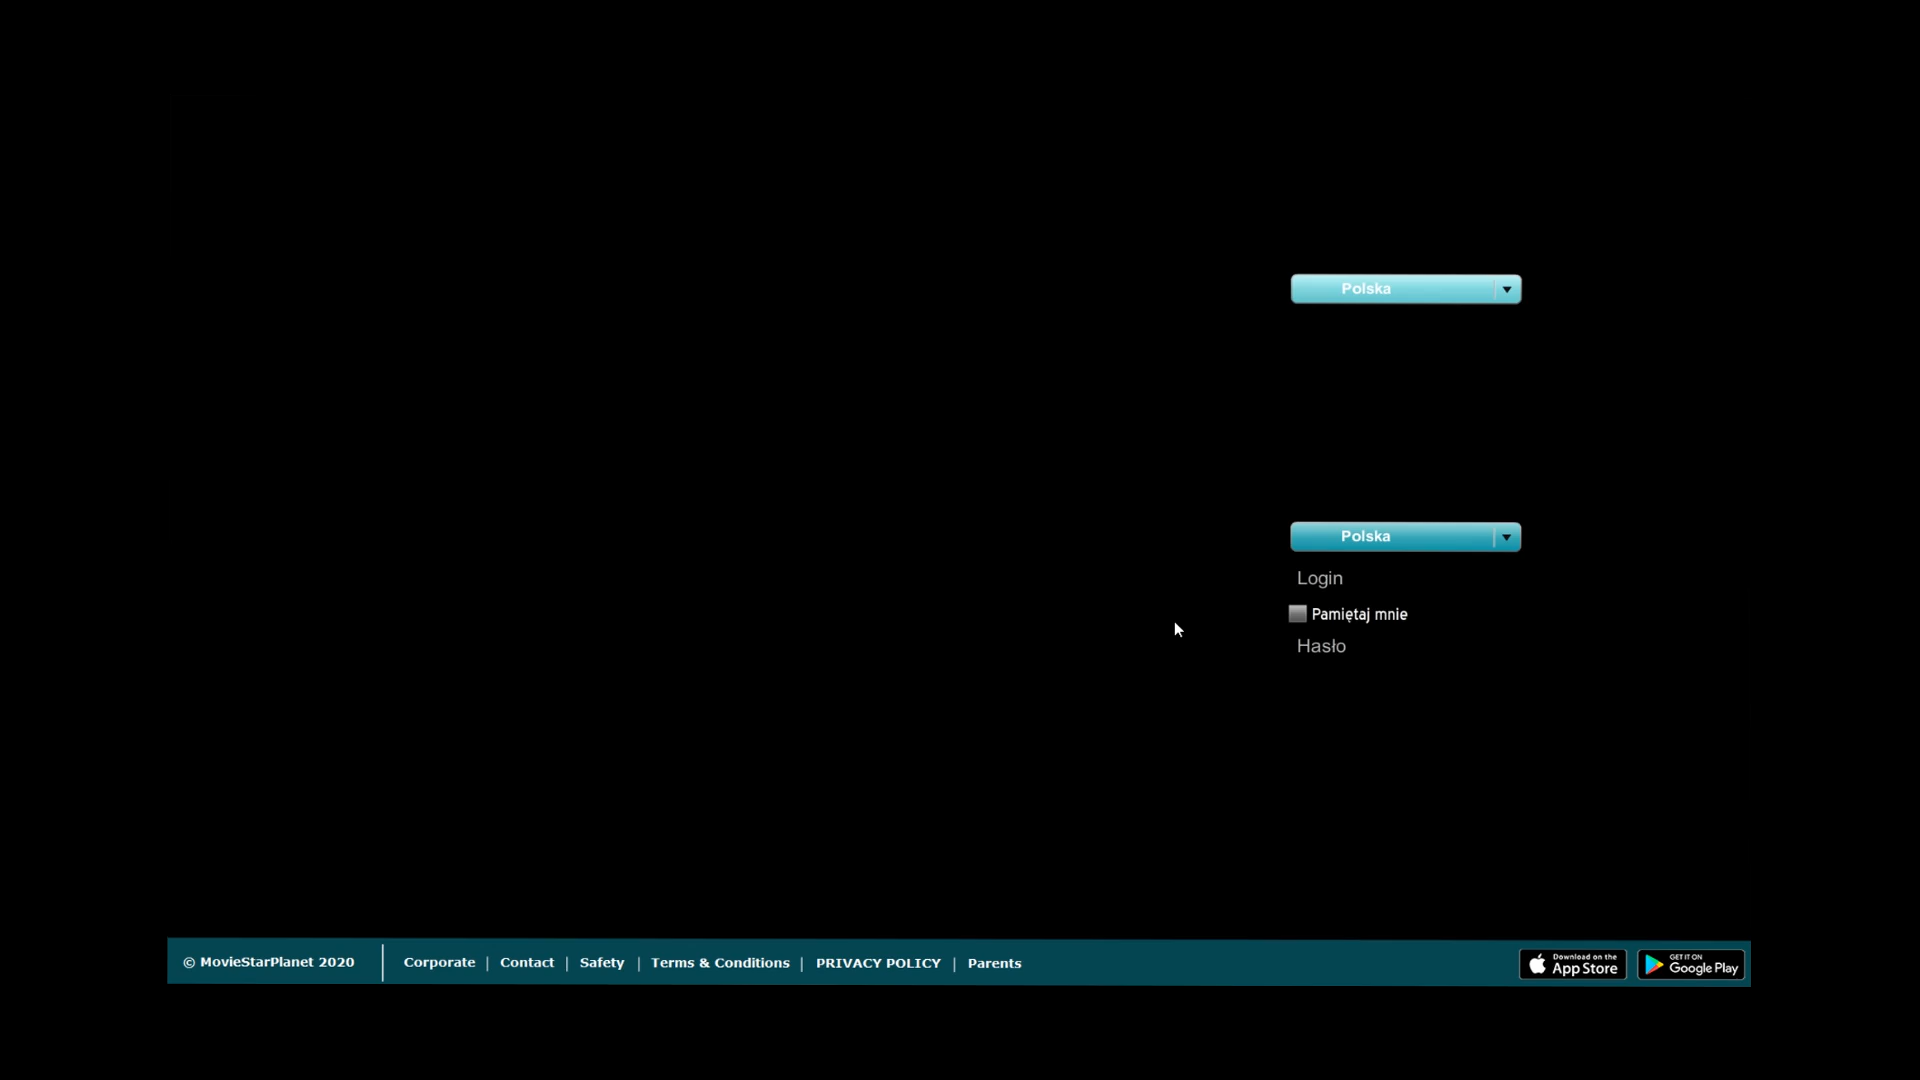 Polska
Polska
Login
Pamiętaj mnie
Hasło
© MovieStarPlanet 2020 | Corporate | Contact | Safety | Terms & Conditions | PRIVACY POLICY | Parents
Download on the
App Store
GET IT ON
Google Play